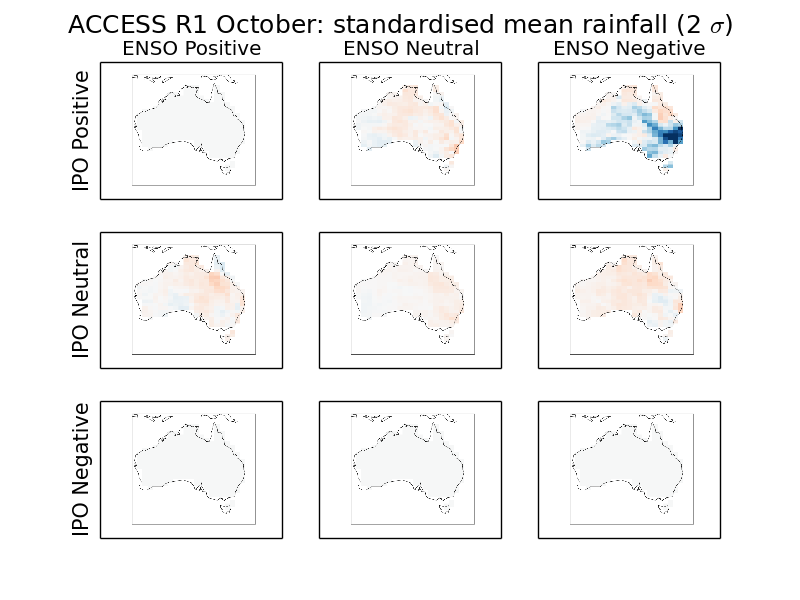 ACCESS R1 October: standardised mean rainfall (2 σ)
ENSO Positive
ENSO Neutral
ENSO Negative
IPO Positive
IPO Neutral
IPO Negative